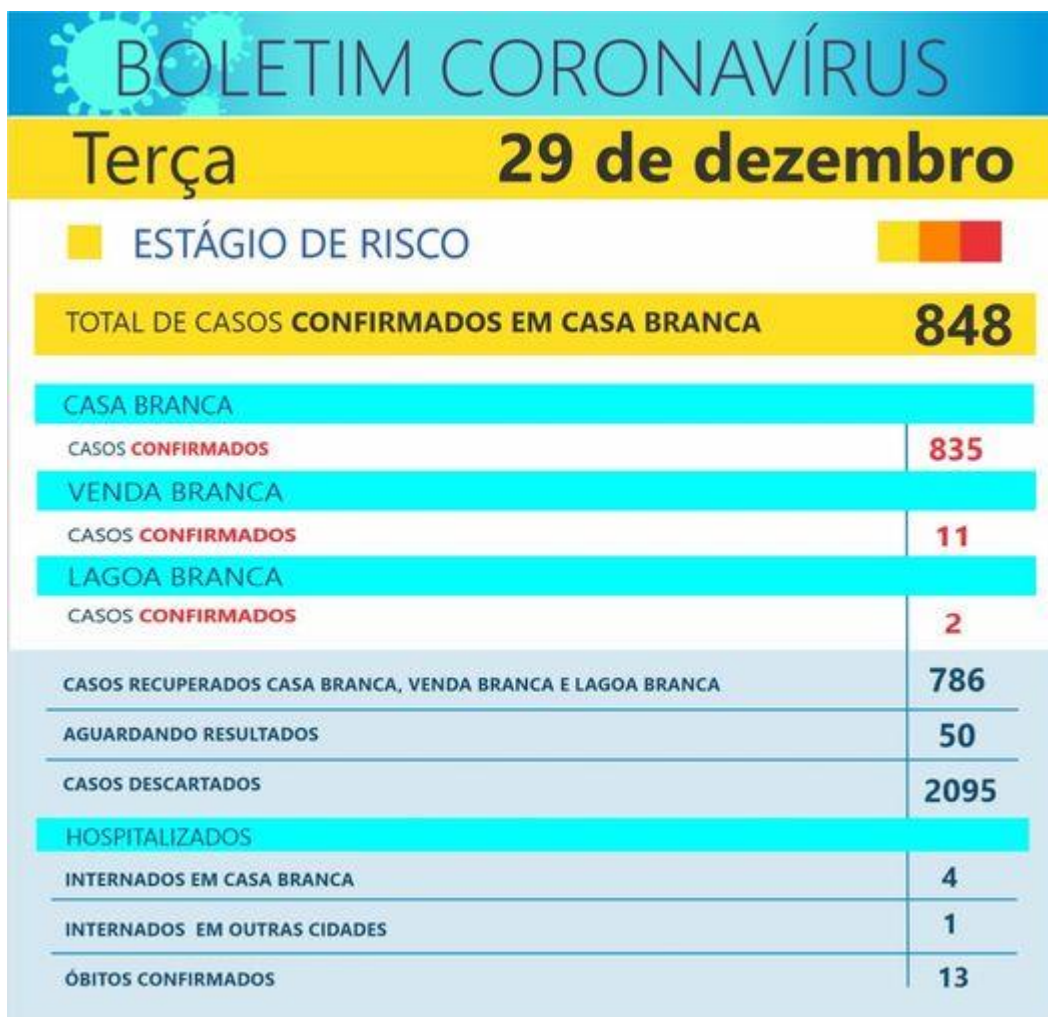 BOLETIM CORONAVÍRUS
Terça 29 de dezembro
ESTÁGIO DE RISCO
TOTAL DE CASOS CONFIRMADOS EM CASA BRANCA 848
CASA BRANCA
CASOS CONFIRMADOS 835
VENDA BRANCA
CASOS CONFIRMADOS 11
LAGOA BRANCA
CASOS CONFIRMADOS 2
CASOS RECUPERADOS CASA BRANCA, VENDA BRANCA E LAGOA BRANCA 786
AGUARDANDO RESULTADOS 50
CASOS DESCARTADOS 2095
HOSPITALIZADOS
INTERNADOS EM CASA BRANCA 4
INTERNADOS EM OUTRAS CIDADES 1
ÓBITOS CONFIRMADOS 13